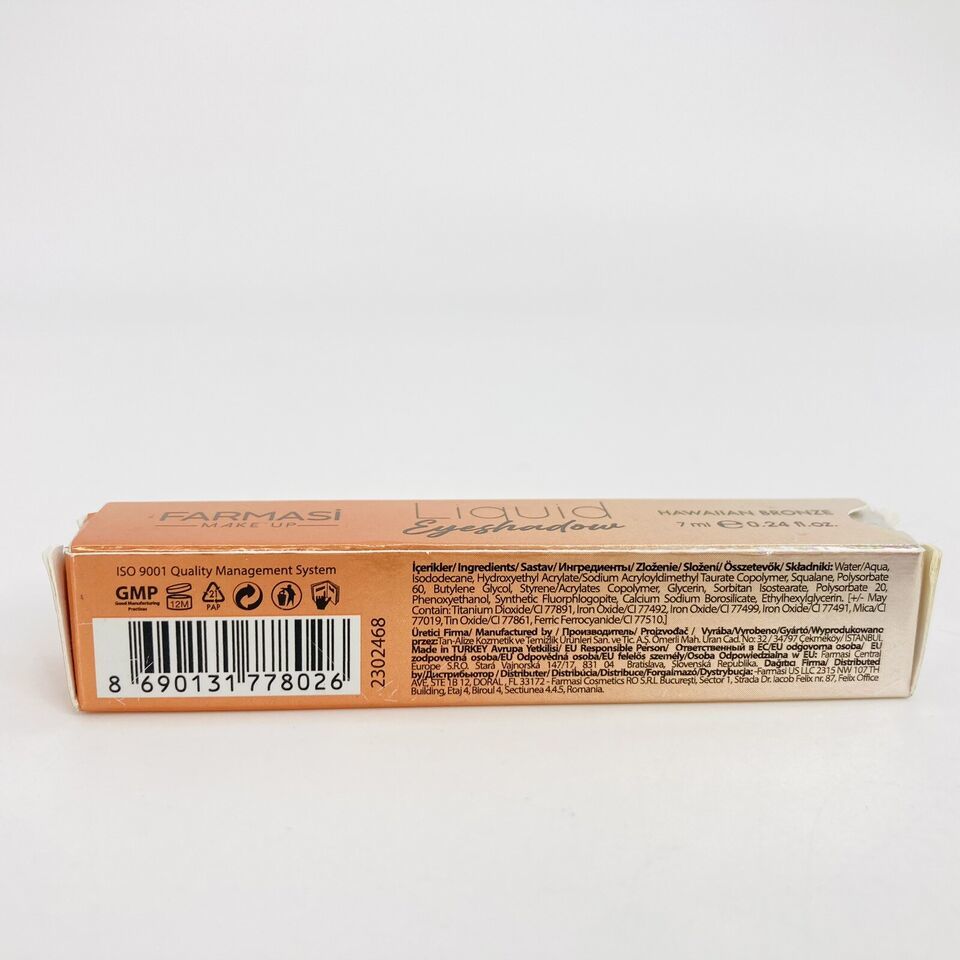 FARMASi
MAKE UP
Liquid
Eyeshadow
HAWAIIAN BRONZE
7 ml ℮ 0.24 fl.oz.
ISO 9001 Quality Management System
GMP
Good Manufacturing
Practices
12M
21
PAP
8 690131 778026
2302468
İçerikler/ Ingredients/ Sastav/ Ингредиенты/ Zloženie/ Složení/ Összetevők/ Składniki: Water/Aqua,
Isododecane, Hydroxyethyl Acrylate/Sodium Acryloyldimethyl Taurate Copolymer, Squalane, Polysorbate
60, Butylene Glycol, Styrene/Acrylates Copolymer, Glycerin, Sorbitan Isostearate, Polysorbate 20,
Phenoxyethanol, Synthetic Fluorphlogopite, Calcium Sodium Borosilicate, Ethylhexylglycerin. [+/- May
Contain: Titanium Dioxide/CI 77891, Iron Oxide/CI 77492, Iron Oxide/CI 77499, Iron Oxide/CI 77491, Mica/CI
77019, Tin Oxide/CI 77861, Ferric Ferrocyanide/CI 77510.]
Üretici Firma/ Manufactured by / Производитель/ Proizvođač / Vyrába/Vyrobeno/Gyártó/Wyprodukowano
przez:Tan-Alize Kozmetik ve Temizlik Ürünleri San. ve Tic. A.S. Ömerli Mah. Uran Cad. No: 32 / 34797 Çekmeköy/ ISTANBUL
Made in TURKEY Avrupa Yetkilisi/ EU Responsible Person/ Ответственный в ЕС/EU odgovorna osoba/ EU
zodpovedná osoba/EU Odpovědná osoba/EU felelős személy/Osoba Odpowiedzialna w EU: Farmasi Central
Europe S.R.O. Stará Vajnorská 147/17, 831 04 Bratislava, Slovenská Republika. Dağıtıcı Firma/ Distributed
by/Дистрибьютор / Distributer/ Distribúcia/Distribuce/Forgalmazó/Dystrybucja: -Farmasi US LLC 2315 NW 107 TH
AVE, STE 1B 12, DORAL , FL 33172 - Farmasi Cosmetics RO S.R.L București, Sector 1, Strada Dr. Iacob Felix nr. 87, Felix Office
Building, Etaj 4, Biroul 4, Sectiunea 4.4.5, Romania.